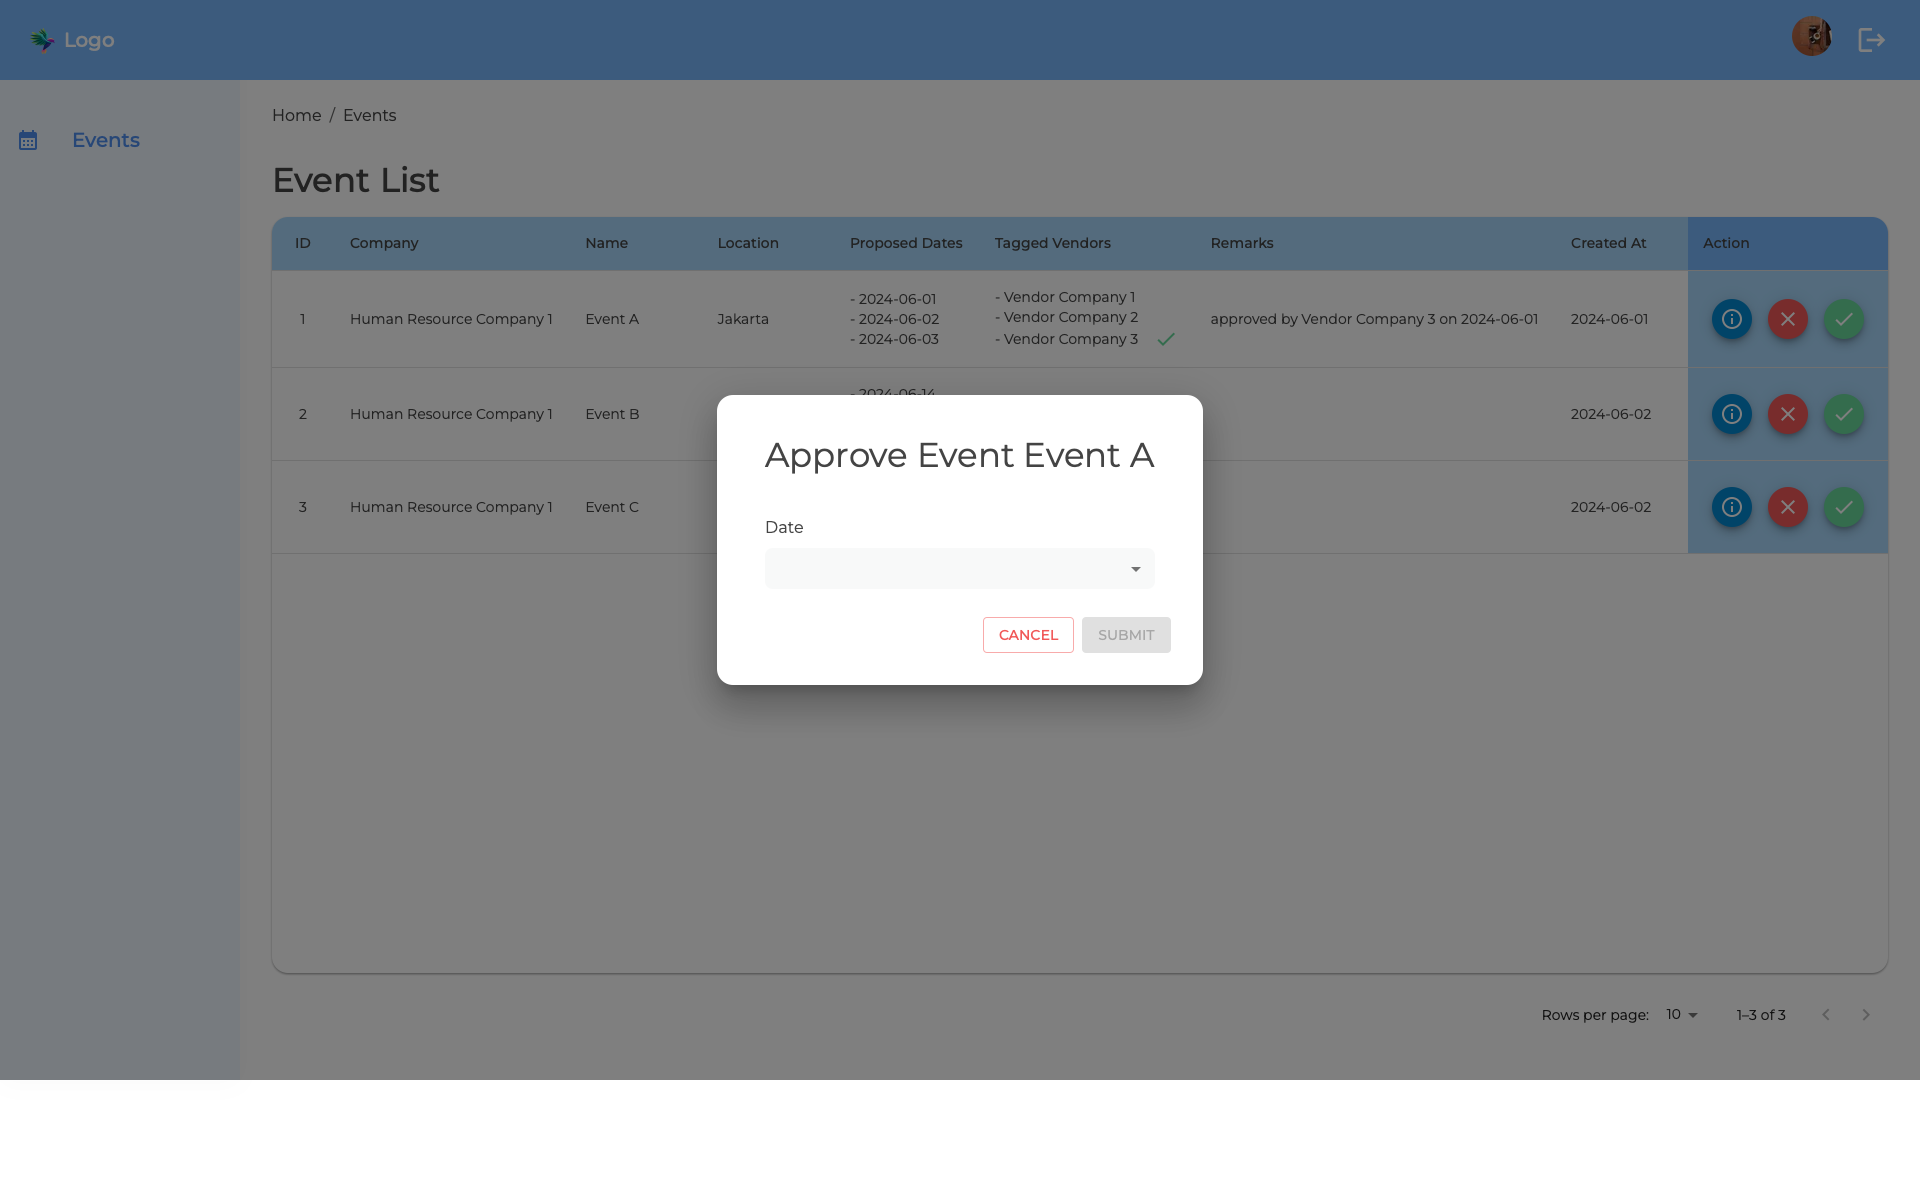 Logo
Home / Events
Events
Event List
ID Company Name Location Proposed Dates Tagged Vendors Remarks Created At Action
1 Human Resource Company 1 Event A Jakarta
- 2024-06-01
- 2024-06-02
- 2024-06-03
- Vendor Company 1
- Vendor Company 2
- Vendor Company 3
approved by Vendor Company 3 on 2024-06-01 2024-06-01
- 2024-06-14
2 Human Resource Company 1 Event B 2024-06-02
3 Human Resource Company 1 Event C 2024-06-02
Approve Event Event A
Date
CANCEL SUBMIT
Rows per page: 10 1–3 of 3